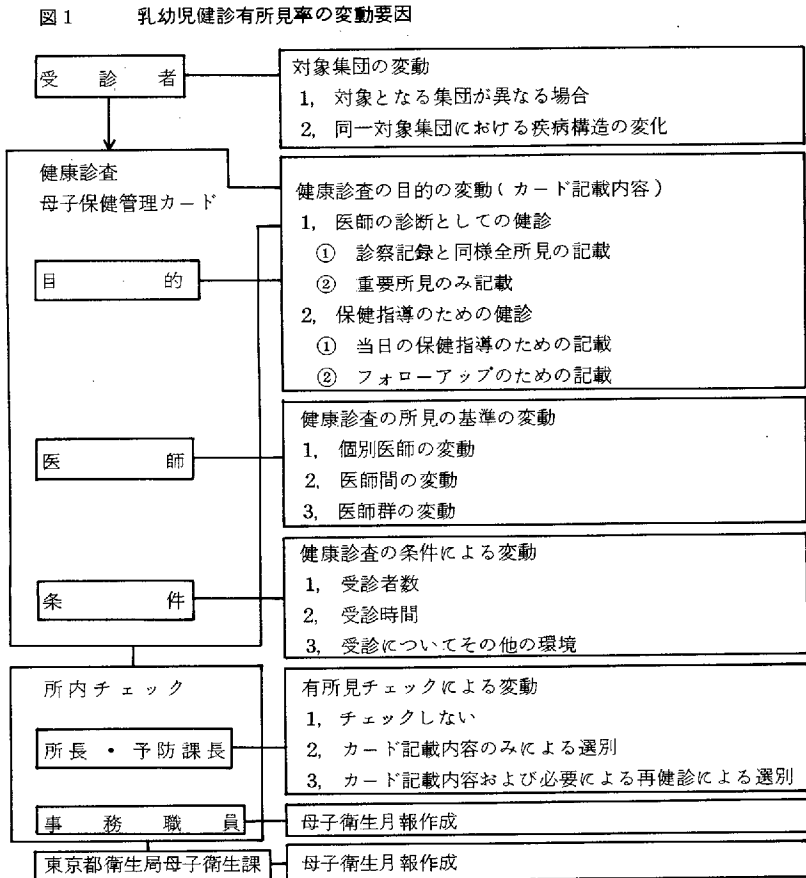 図1 乳幼児健診有所見率の変動要因
受診者
対象集団の変動
1, 対象となる集団が異なる場合
2, 同一対象集団における疾病構造の変化
健康診査
母子保健管理カード
健康診査の目的の変動(カード記載内容)
1, 医師の診断としての健診
① 診察記録と同様全所見の記載
② 重要所見のみ記載
2, 保健指導のための健診
① 当日の保健指導のための記載
② フォローアップのための記載
目的
健康診査の所見の基準の変動
1, 個別医師の変動
2, 医師間の変動
3, 医師群の変動
医師
健康診査の条件による変動
1, 受診者数
2, 受診時間
3, 受診についてその他の環境
条件
所内チェック
有所見チェックによる変動
1, チェックしない
2, カード記載内容のみによる選別
3, カード記載内容および必要による再健診による選別
所長・予防課長
事務職員
母子衛生月報作成
東京都衛生局母子衛生課
母子衛生月報作成